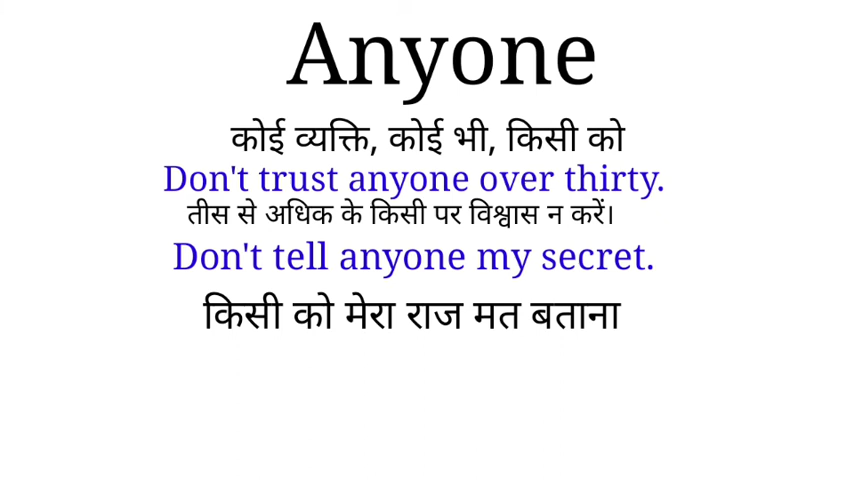 Anyone
कोई व्यक्ति, कोई भी, किसी को
Don't trust anyone over thirty.
तीस से अधिक के किसी पर विश्वास न करें।
Don't tell anyone my secret.
किसी को मेरा राज मत बताना